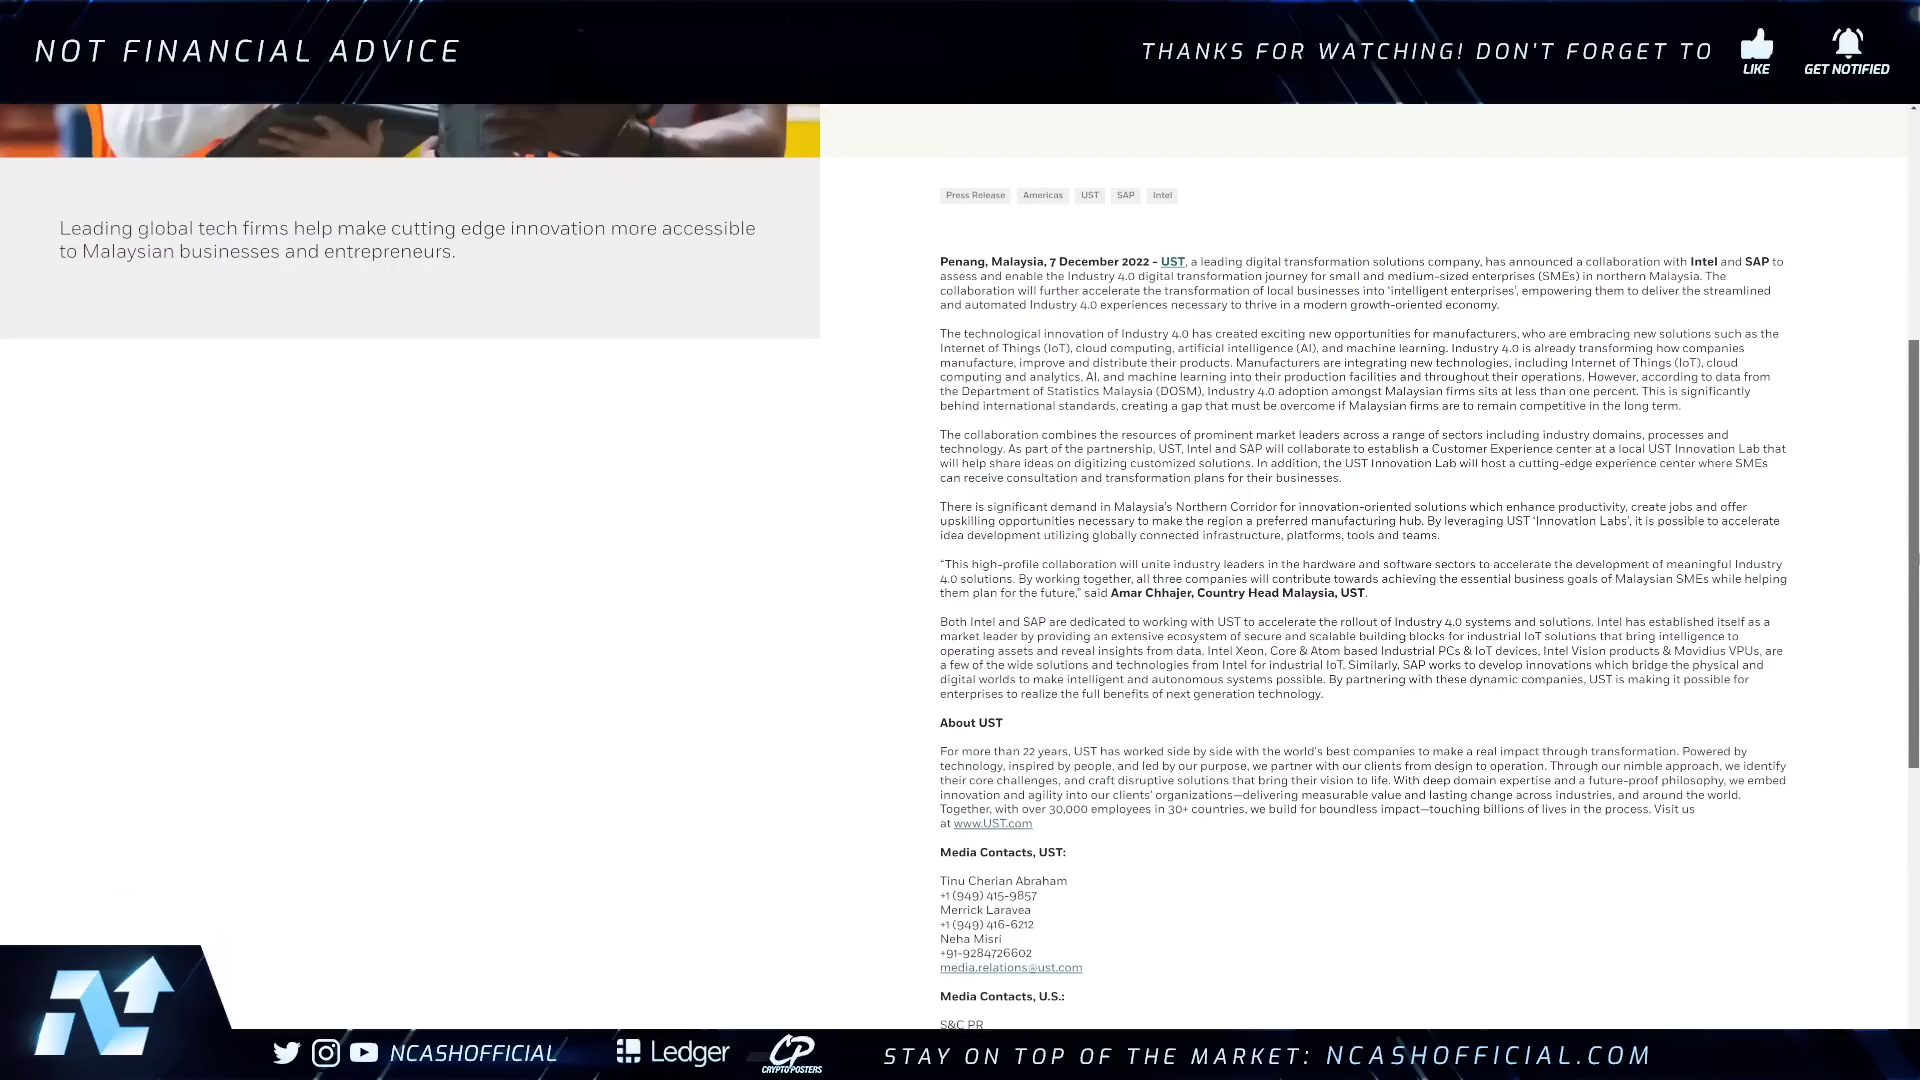 NOT FINANCIAL ADVICE
THANKS FOR WATCHING! DON'T FORGET TO
LIKE
GET NOTIFIED
Leading global tech firms help make cutting edge innovation more accessible
to Malaysian businesses and entrepreneurs.
Press Release Americas UST SAP Intel
Penang, Malaysia, 7 December 2022 – UST, a leading digital transformation solutions company, has announced a collaboration with Intel and SAP to
assess and enable the Industry 4.0 digital transformation journey for small and medium-sized enterprises (SMEs) in northern Malaysia. The
collaboration will further accelerate the transformation of local businesses into ‘intelligent enterprises’, empowering them to deliver the streamlined
and automated Industry 4.0 experiences necessary to thrive in a modern growth-oriented economy.
The technological innovation of Industry 4.0 has created exciting new opportunities for manufacturers, who are embracing new solutions such as the
Internet of Things (IoT), cloud computing, artificial intelligence (AI), and machine learning. Industry 4.0 is already transforming how companies
manufacture, improve and distribute their products. Manufacturers are integrating new technologies, including Internet of Things (IoT), cloud
computing and analytics, AI, and machine learning into their production facilities and throughout their operations. However, according to data from
the Department of Statistics Malaysia (DOSM), Industry 4.0 adoption amongst Malaysian firms sits at less than one percent. This is significantly
behind international standards, creating a gap that must be overcome if Malaysian firms are to remain competitive in the long term.
The collaboration combines the resources of prominent market leaders across a range of sectors including industry domains, processes and
technology. As part of the partnership, UST, Intel and SAP will collaborate to establish a Customer Experience center at a local UST Innovation Lab that
will help share ideas on digitizing customized solutions. In addition, the UST Innovation Lab will host a cutting-edge experience center where SMEs
can receive consultation and transformation plans for their businesses.
There is significant demand in Malaysia’s Northern Corridor for innovation-oriented solutions which enhance productivity, create jobs and offer
upskilling opportunities necessary to make the region a preferred manufacturing hub. By leveraging UST ‘Innovation Labs’, it is possible to accelerate
idea development utilizing globally connected infrastructure, platforms, tools and teams.
“This high-profile collaboration will unite industry leaders in the hardware and software sectors to accelerate the development of meaningful Industry
4.0 solutions. By working together, all three companies will contribute towards achieving the essential business goals of Malaysian SMEs while helping
them plan for the future,” said Amar Chhajer, Country Head Malaysia, UST.
Both Intel and SAP are dedicated to working with UST to accelerate the rollout of Industry 4.0 systems and solutions. Intel has established itself as a
market leader by providing an extensive ecosystem of secure and scalable building blocks for industrial IoT solutions that bring intelligence to
operating assets and reveal insights from data. Intel Xeon, Core & Atom based Industrial PCs & IoT devices, Intel Vision products & Movidius VPUs, are
a few of the wide solutions and technologies from Intel for industrial IoT. Similarly, SAP works to develop innovations which bridge the physical and
digital worlds to make intelligent and autonomous systems possible. By partnering with these dynamic companies, UST is making it possible for
enterprises to realize the full benefits of next generation technology.
About UST
For more than 22 years, UST has worked side by side with the world’s best companies to make a real impact through transformation. Powered by
technology, inspired by people, and led by our purpose, we partner with our clients from design to operation. Through our nimble approach, we identify
their core challenges, and craft disruptive solutions that bring their vision to life. With deep domain expertise and a future-proof philosophy, we embed
innovation and agility into our clients’ organizations—delivering measurable value and lasting change across industries, and around the world.
Together, with over 30,000 employees in 30+ countries, we build for boundless impact—touching billions of lives in the process. Visit us
at www.UST.com
Media Contacts, UST:
Tinu Cherian Abraham
+1 (949) 415-9857
Merrick Laravea
+1 (949) 416-6212
Neha Misri
+91-9284726602
media.relations@ust.com
Media Contacts, U.S.:
S&C PR
NCASHOFFICIAL
Ledger
CP
CRYPTO POSTERS
STAY ON TOP OF THE MARKET: NCASHOFFICIAL.COM